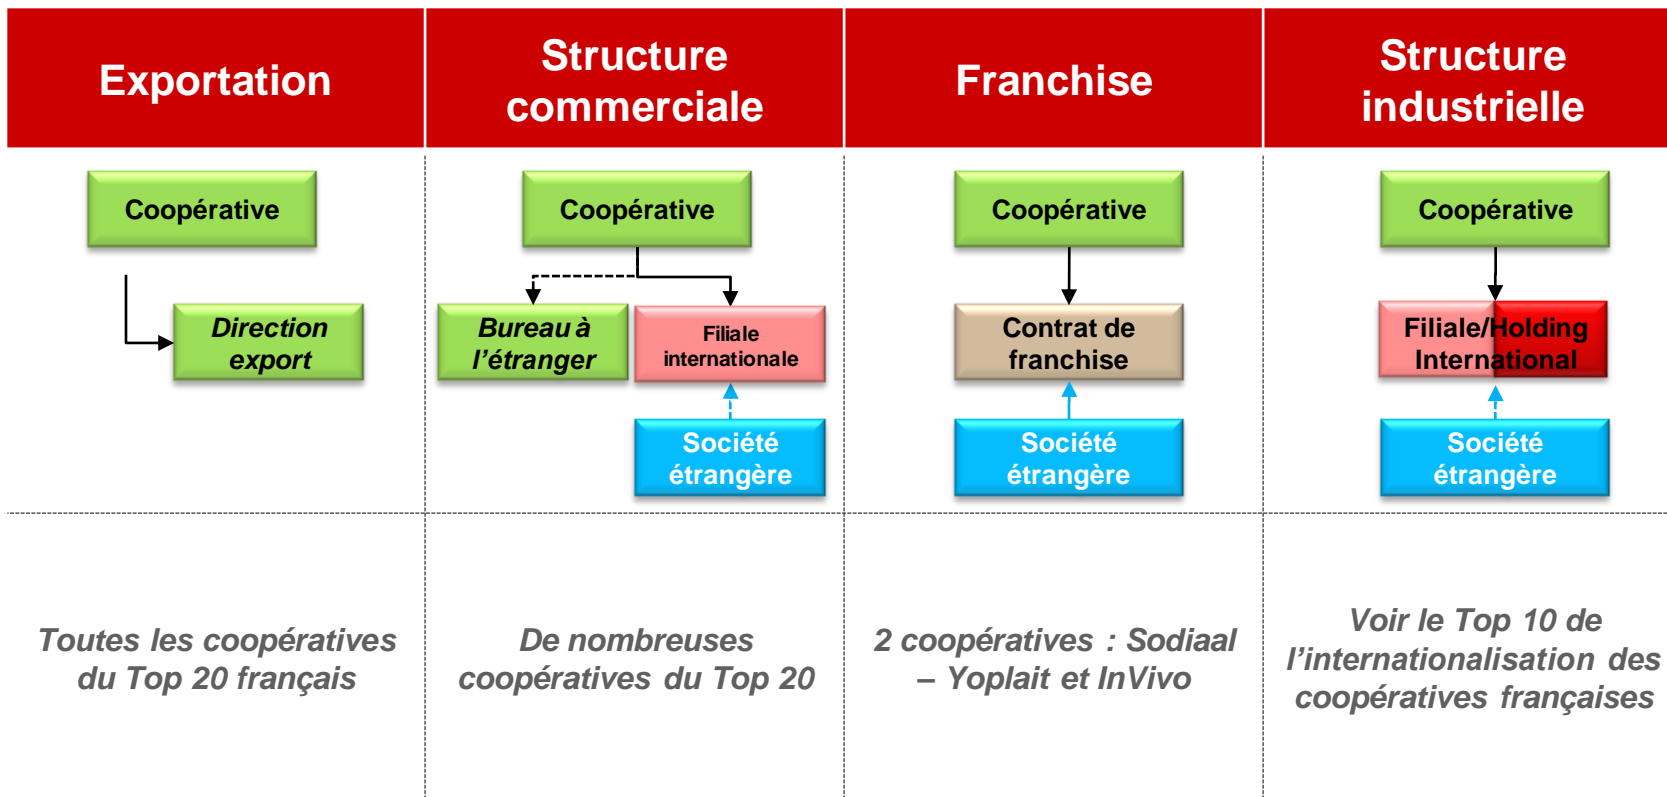 Exportation
Structure
commerciale
Franchise
Structure
industrielle
Coopérative
Direction
export
Coopérative
Bureau à
l’étranger
Filiale
internationale
Société
étrangère
Coopérative
Contrat de
franchise
Société
étrangère
Coopérative
Filiale/Holding
International
Société
étrangère
Toutes les coopératives
du Top 20 français
De nombreuses
coopératives du Top 20
2 coopératives : Sodiaal
– Yoplait et InVivo
Voir le Top 10 de
l’internationalisation des
coopératives françaises